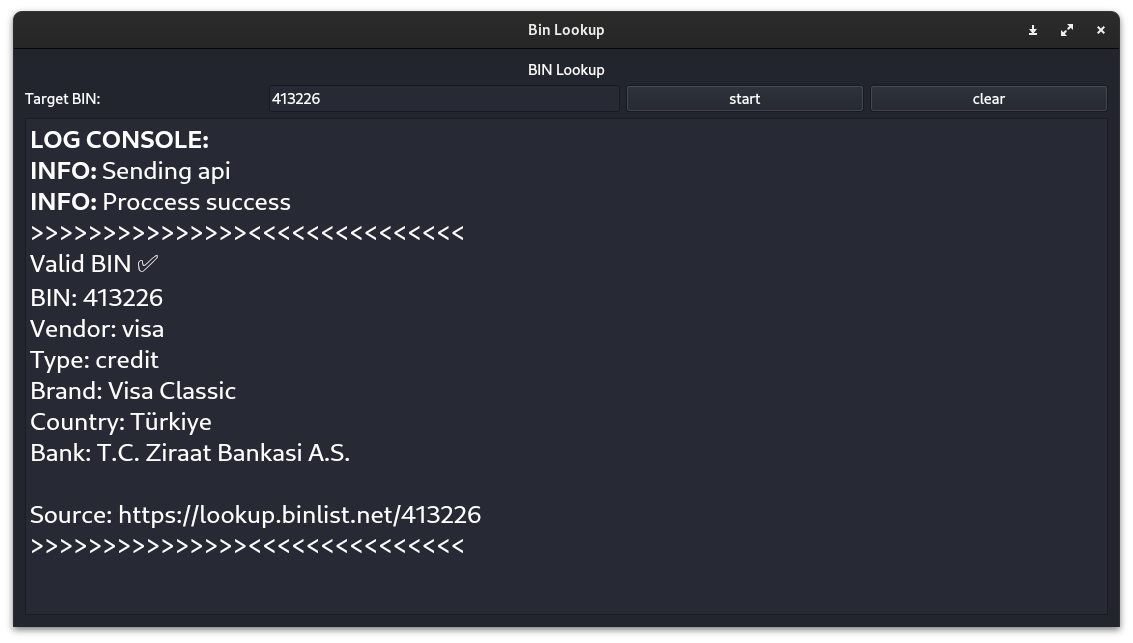 Bin Lookup
BIN Lookup
Target BIN: 413226 start clear
LOG CONSOLE:
INFO: Sending api
INFO: Proccess success
>>>>>>>>>>>>>>><<<<<<<<<<<<<<<
Valid BIN ✅
BIN: 413226
Vendor: visa
Type: credit
Brand: Visa Classic
Country: Türkiye
Bank: T.C. Ziraat Bankasi A.S.
Source: https://lookup.binlist.net/413226
>>>>>>>>>>>>>>><<<<<<<<<<<<<<<